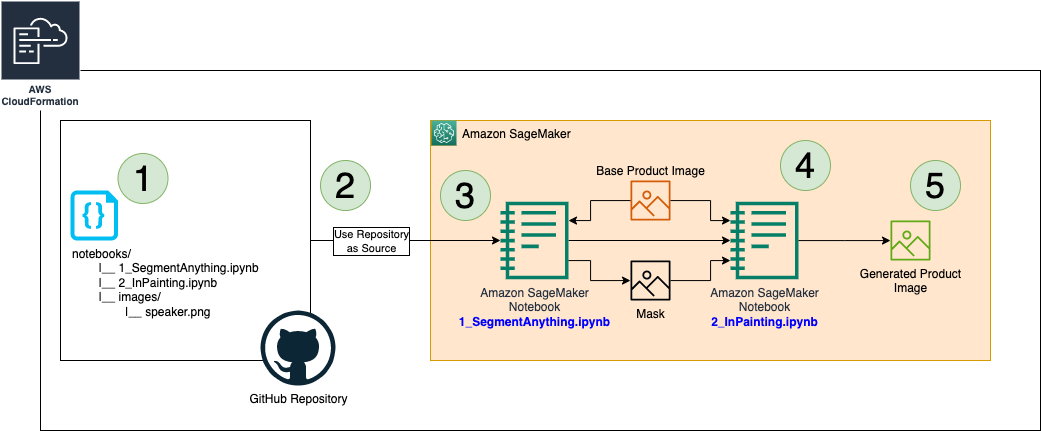 AWS
CloudFormation
Amazon SageMaker
1
2
3
4
5
notebooks/
|__ 1_SegmentAnything.ipynb
|__ 2_InPainting.ipynb
|__ images/
|__ speaker.png
GitHub Repository
Use Repository
as Source
Base Product Image
Amazon SageMaker
Notebook
1_SegmentAnything.ipynb
Mask
Amazon SageMaker
Notebook
2_InPainting.ipynb
Generated Product
Image